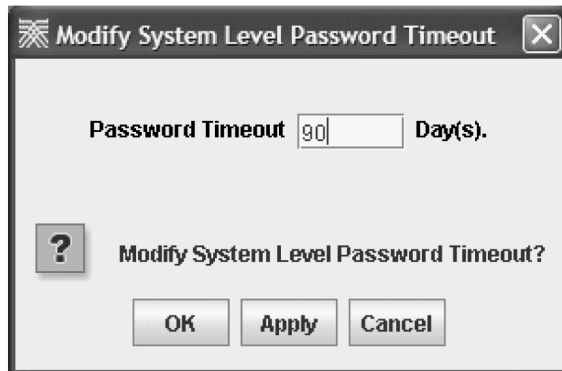 Modify System Level Password Timeout
Password Timeout 90 Day(s).
? Modify System Level Password Timeout?
OK Apply Cancel